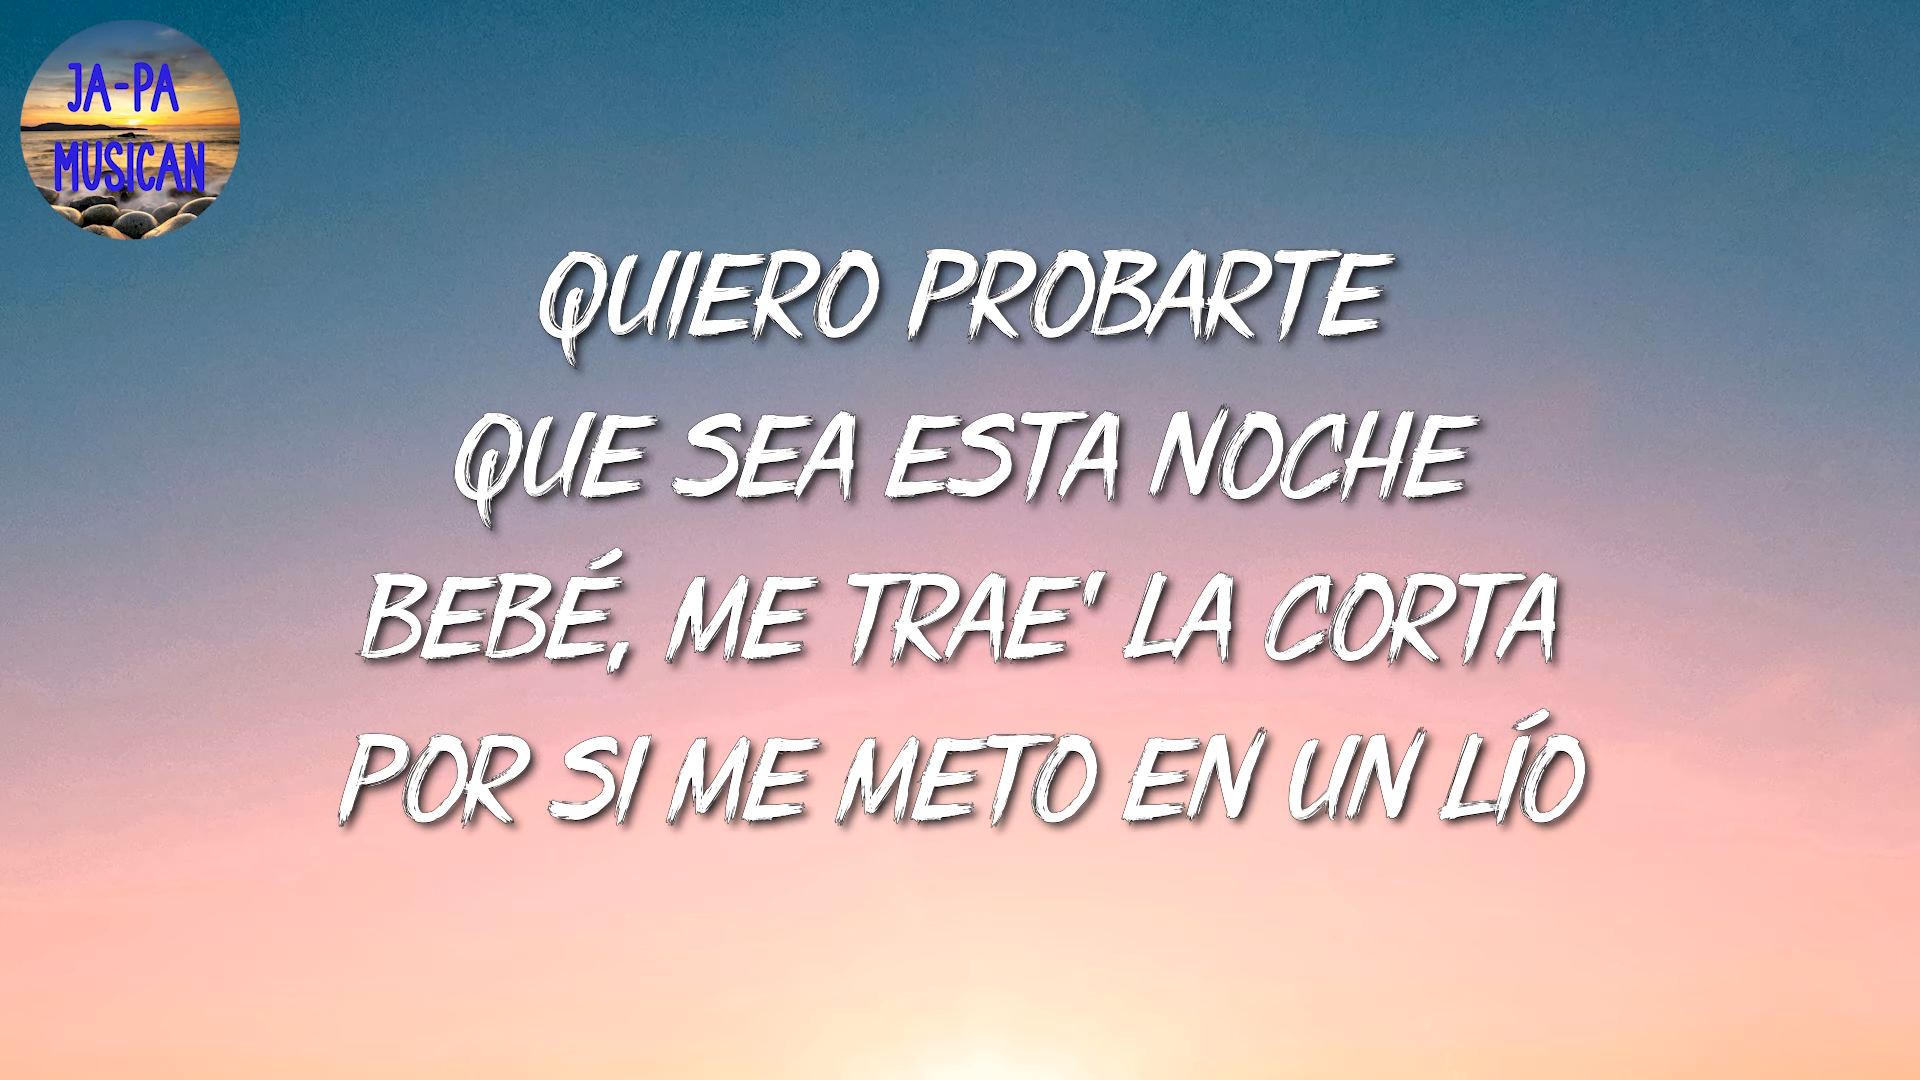 JA-PA
MUSICAN
QUIERO PROBARTE
QUE SEA ESTA NOCHE
BEBÉ, ME TRAE' LA CORTA
POR SI ME METO EN UN LÍO